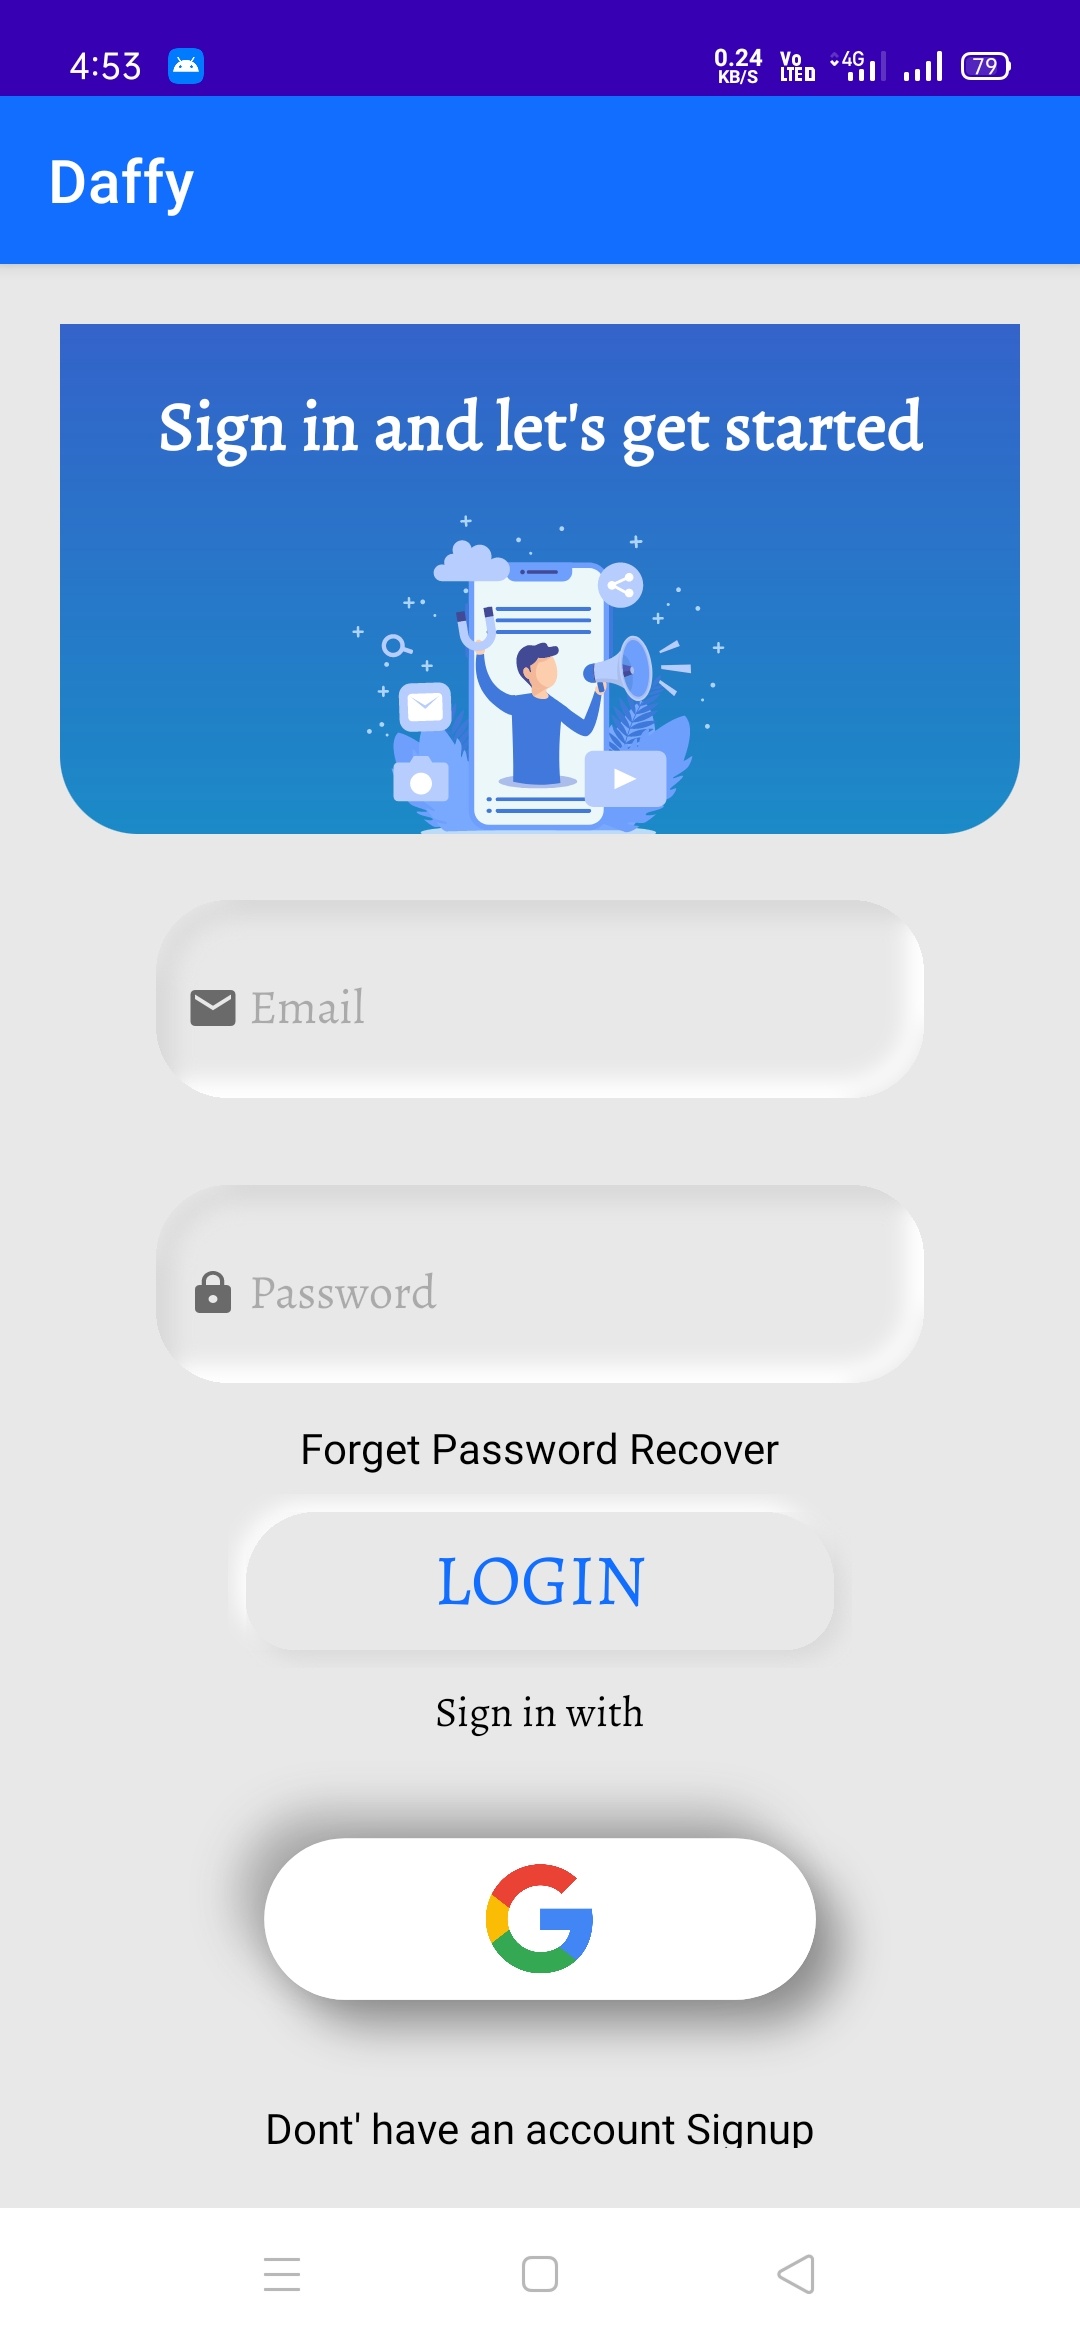 4:53 0.24 KB/S Vo LTE D 4G 79
Daffy
Sign in and let's get started
Email
Password
Forget Password Recover
LOGIN
Sign in with
Dont' have an account Signup